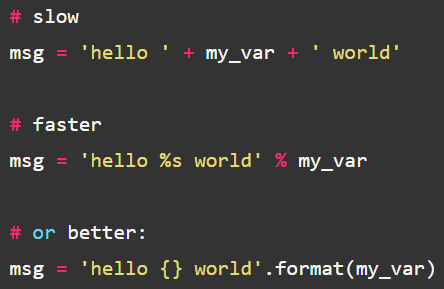 # slow
msg = 'hello ' + my_var + ' world'
# faster
msg = 'hello %s world' % my_var
# or better:
msg = 'hello {} world'.format(my_var)